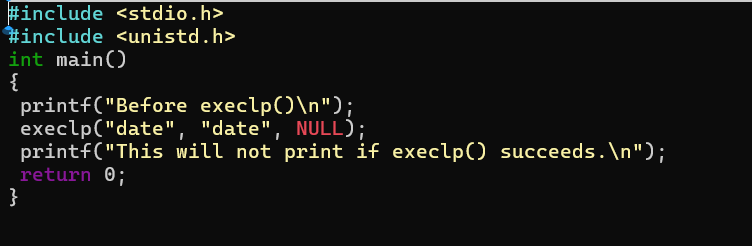 #include <stdio.h>
#include <unistd.h>
int main()
{
 printf("Before execlp()\n");
 execlp("date", "date", NULL);
 printf("This will not print if execlp() succeeds.\n");
 return 0;
}